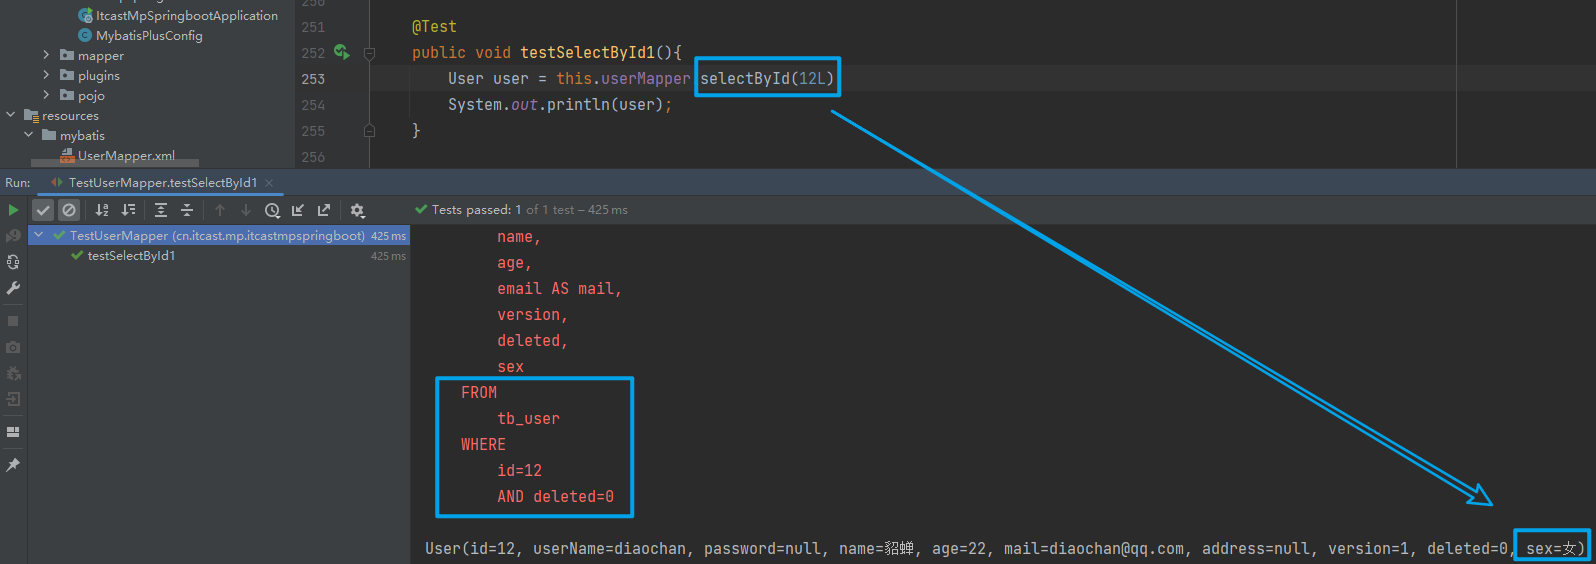 250
ItcastMpSpringbootApplication
MybatisPlusConfig
mapper
plugins
pojo
resources
mybatis
UserMapper.xml
251 @Test
252 public void testSelectById1(){
253 User user = this.userMapper.selectById(12L)
254 System.out.println(user);
255 }
256
Run: TestUserMapper.testSelectById1 ×
Tests passed: 1 of 1 test – 425 ms
TestUserMapper (cn.itcast.mp.itcastmpspringboot) 425 ms
testSelectById1 425 ms
name,
age,
email AS mail,
version,
deleted,
sex
FROM
tb_user
WHERE
id=12
AND deleted=0
User(id=12, userName=diaochan, password=null, name=貂蝉, age=22, mail=diaochan@qq.com, address=null, version=1, deleted=0, sex=女)